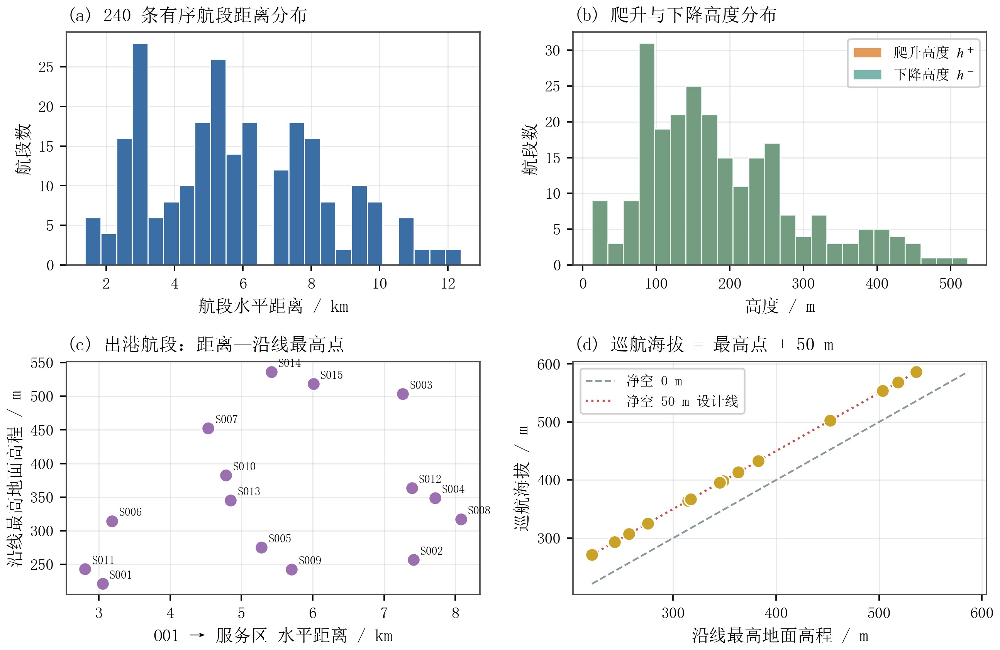 (a) 240 条有序航段距离分布
25
20
15
10
5
0
航段数
2 4 6 8 10 12
航段水平距离 / km
(b) 爬升与下降高度分布
爬升高度 h⁺
下降高度 h⁻
30
25
20
15
10
5
0
航段数
0 100 200 300 400 500
高度 / m
(c) 出港航段：距离—沿线最高点
550
500
450
400
350
300
250
沿线最高地面高程 / m
S014
S015
S003
S007
S010
S012
S013
S004
S006
S008
S005
S002
S011
S009
S001
3 4 5 6 7 8
O01 → 服务区 水平距离 / km
(d) 巡航海拔 = 最高点 + 50 m
净空 0 m
净空 50 m 设计线
600
500
400
300
巡航海拔 / m
300 400 500 600
沿线最高地面高程 / m